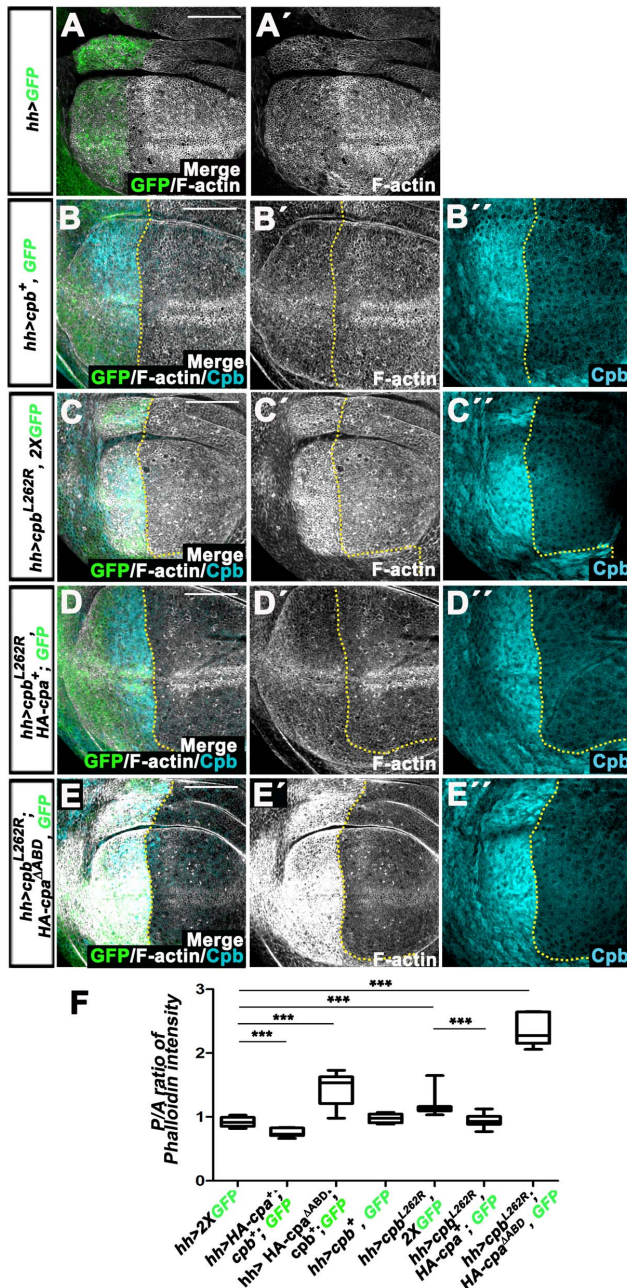 A
A´
hh>GFP
Merge
GFP/F-actin
F-actin
B
B´
B´´
hh>cpb⁺, GFP
Merge
GFP/F-actin/Cpb
F-actin
Cpb
C
C´
C´´
hh>cpbᴸ²⁶²ᴿ, 2XGFP
Merge
GFP/F-actin/Cpb
F-actin
Cpb
D
D´
D´´
hh>cpbᴸ²⁶²ᴿ,
HA-cpa⁺; GFP
Merge
GFP/F-actin/Cpb
F-actin
Cpb
E
E´
E´´
hh>cpbᴸ²⁶²ᴿ;
HA-cpaᐃᴬᴮᴰ, GFP
Merge
GFP/F-actin/Cpb
F-actin
Cpb
F
P/A ratio of
Phalloidin intensity
3
2
1
0
***
***
***
***
***
hh>2XGFP
hh>HA-cpa⁺;
cpb⁺; GFP
hh> HA-cpaᐃᴬᴮᴰ;
cpb⁺; GFP
hh>cpb⁺, GFP
hh>cpbᴸ²⁶²ᴿ,
2XGFP
hh>cpbᴸ²⁶²ᴿ,
HA-cpa⁺; GFP
hh>cpbᴸ²⁶²ᴿ;
HA-cpaᐃᴬᴮᴰ, GFP